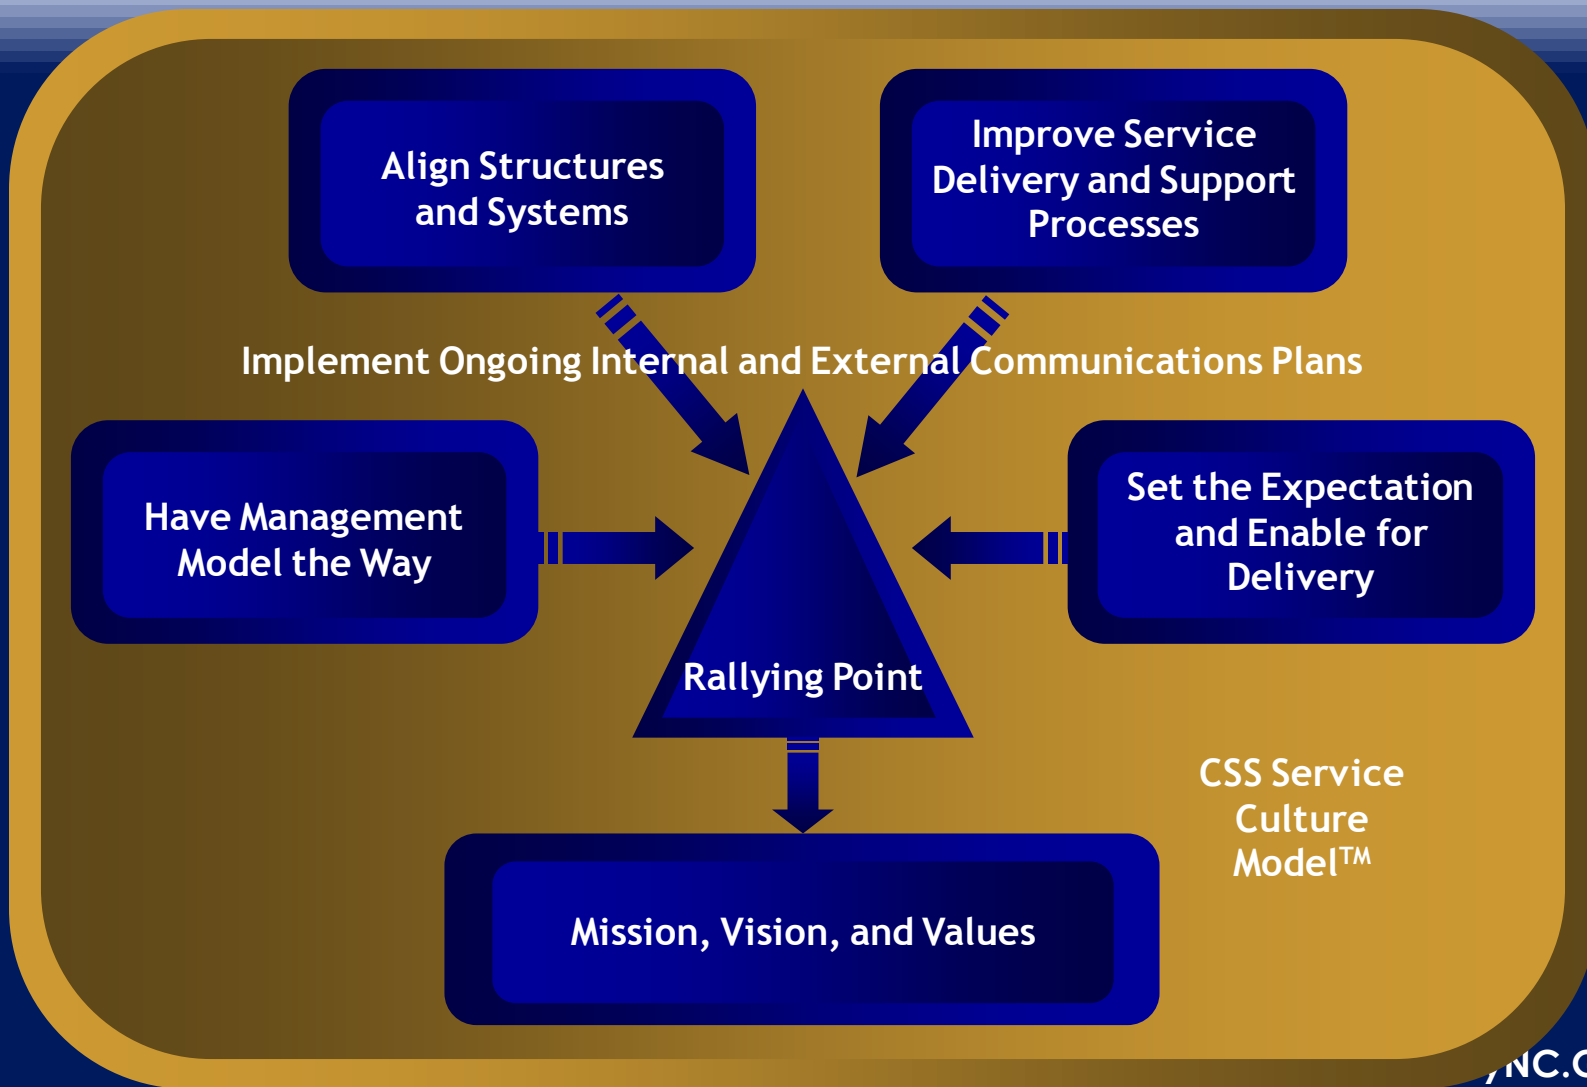 Align Structures
and Systems
Improve Service
Delivery and Support
Processes
Implement Ongoing Internal and External Communications Plans
Have Management
Model the Way
Set the Expectation
and Enable for
Delivery
Rallying Point
CSS Service
Culture
Model™
Mission, Vision, and Values